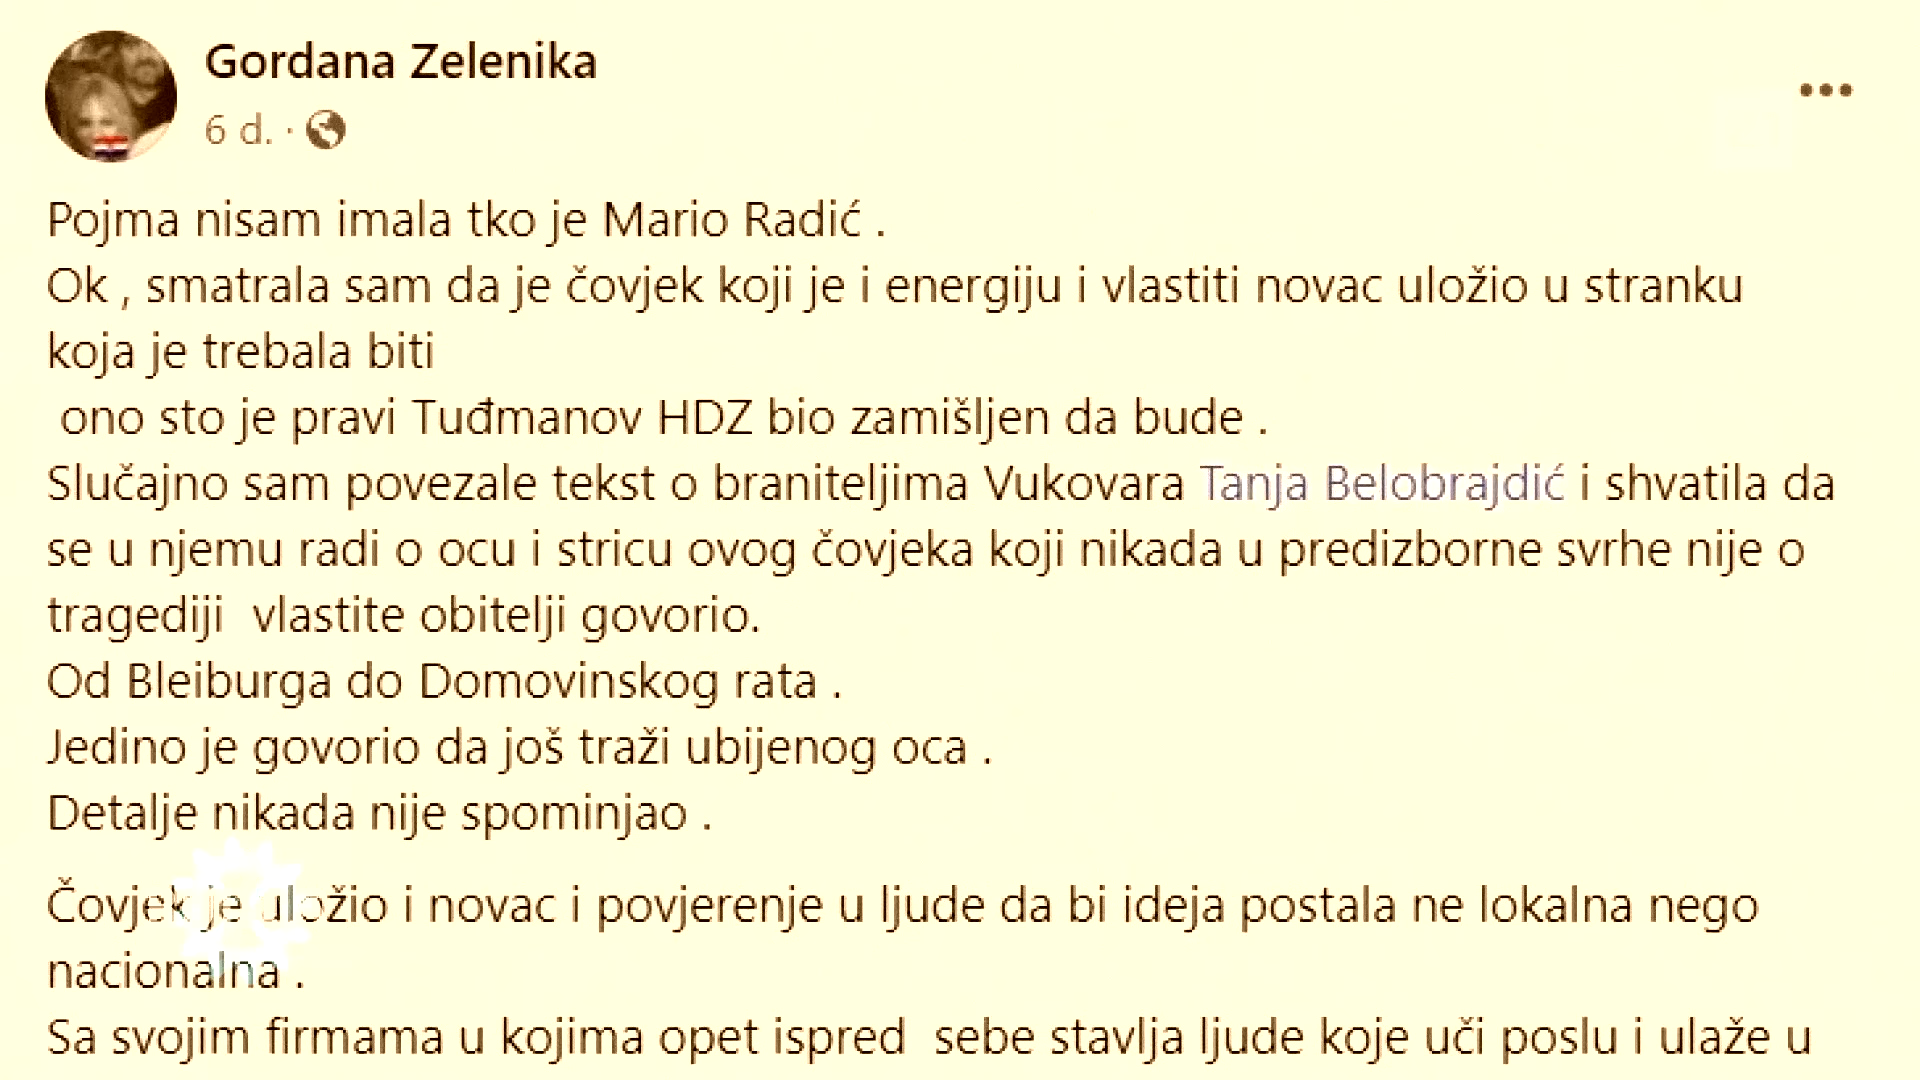 Gordana Zelenika
6 d. ·
Pojma nisam imala tko je Mario Radić .
Ok , smatrala sam da je čovjek koji je i energiju i vlastiti novac uložio u stranku
koja je trebala biti
ono sto je pravi Tuđmanov HDZ bio zamišljen da bude .
Slučajno sam povezale tekst o braniteljima Vukovara Tanja Belobrajdić i shvatila da
se u njemu radi o ocu i stricu ovog čovjeka koji nikada u predizborne svrhe nije o
tragediji vlastite obitelji govorio.
Od Bleiburga do Domovinskog rata .
Jedino je govorio da još traži ubijenog oca .
Detalje nikada nije spominjao .
Čovjek je uložio i novac i povjerenje u ljude da bi ideja postala ne lokalna nego
nacionalna .
Sa svojim firmama u kojima opet ispred sebe stavlja ljude koje uči poslu i ulaže u